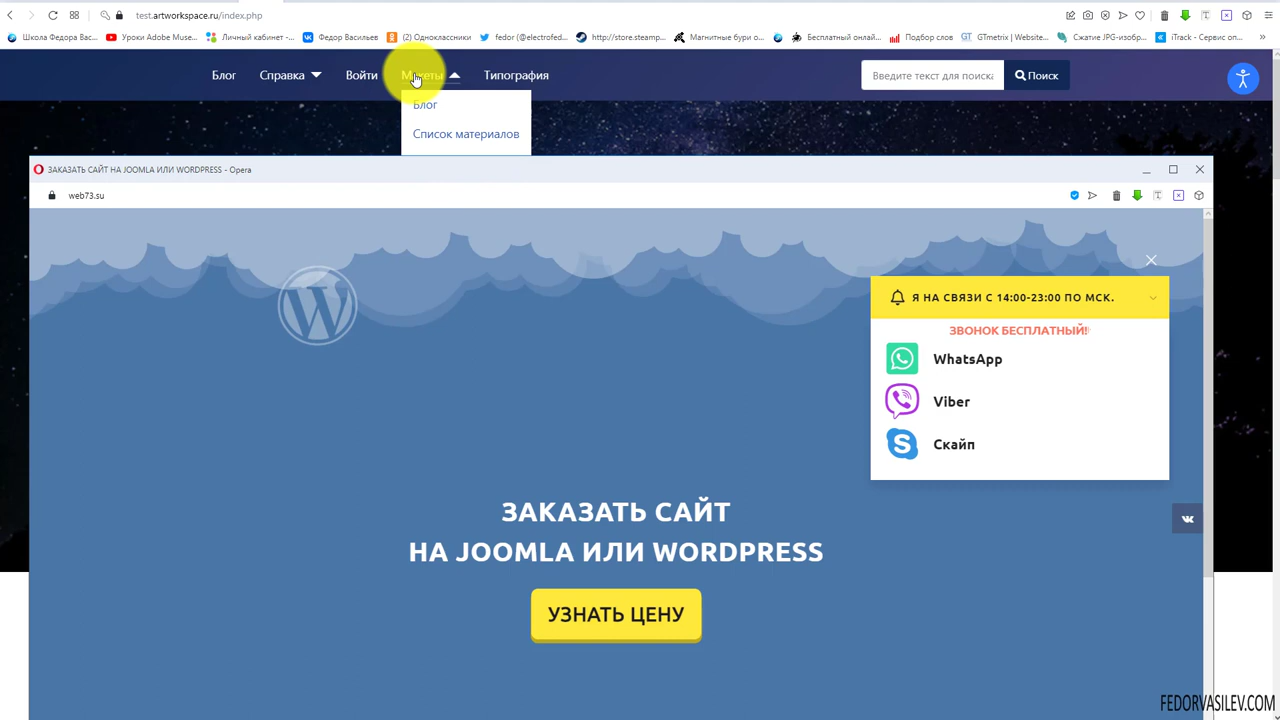 test.artworkspace.ru/index.php
Школа Федора Вас...
Уроки Adobe Muse...
Личный кабинет -...
Федор Васильев
(2) Одноклассники
fedor (@electrofed...
http://store.steamp...
Магнитные бури о...
Бесплатный онлай...
Подбор слов
GTmetrix | Website...
Сжатие JPG-изобр...
iTrack - Сервис оп...
Блог
Справка
Войти
Макеты
Типография
Введите текст для поиска
Поиск
Блог
Список материалов
ЗАКАЗАТЬ САЙТ НА JOOMLA ИЛИ WORDPRESS - Opera
web73.su
Я НА СВЯЗИ С 14:00-23:00 ПО МСК.
ЗВОНОК БЕСПЛАТНЫЙ!
WhatsApp
Viber
Скайп
ЗАКАЗАТЬ САЙТ
НА JOOMLA ИЛИ WORDPRESS
УЗНАТЬ ЦЕНУ
FEDORVASILEV.COM